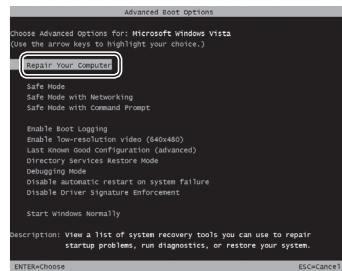 Advanced Boot Options
Choose Advanced Options for: Microsoft Windows Vista
(Use the arrow keys to highlight your choice.)
Repair Your Computer
Safe Mode
Safe Mode with Networking
Safe Mode with Command Prompt
Enable Boot Logging
Enable low-resolution video (640x480)
Last Known Good Configuration (advanced)
Directory Services Restore Mode
Debugging Mode
Disable automatic restart on system failure
Disable Driver Signature Enforcement
Start Windows Normally
Description: View a list of system recovery tools you can use to repair
startup problems, run diagnostics, or restore your system.
ENTER=Choose ESC=Cancel